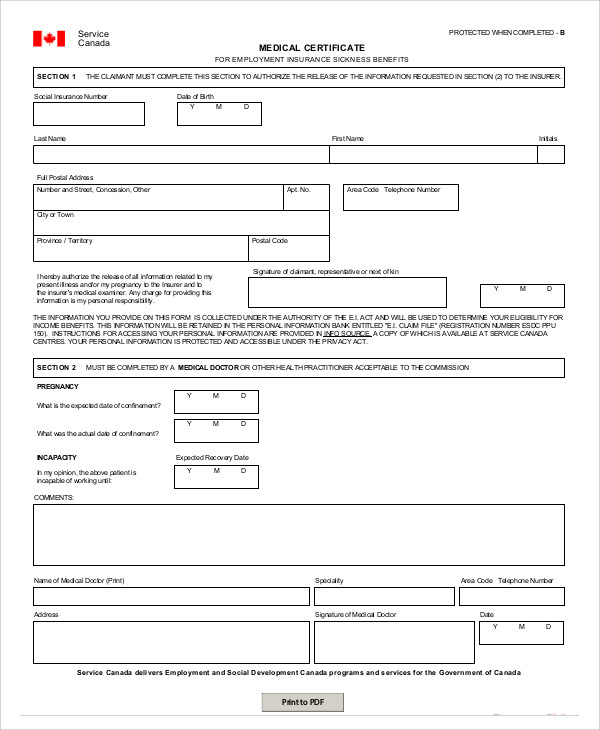 Service
Canada
PROTECTED WHEN COMPLETED - B
MEDICAL CERTIFICATE
FOR EMPLOYMENT INSURANCE SICKNESS BENEFITS
SECTION 1 THE CLAIMANT MUST COMPLETE THIS SECTION TO AUTHORIZE THE RELEASE OF THE INFORMATION REQUESTED IN SECTION (2) TO THE INSURER.
Social Insurance Number Date of Birth
Y M D
Last Name First Name Initials
Full Postal Address
Number and Street, Concession, Other Apt. No. Area Code Telephone Number
City or Town
Province / Territory Postal Code
Signature of claimant, representative or next of kin
I hereby authorize the release of all information related to my
present illness and/or my pregnancy to the Insurer and to
the insurer's medical examiner. Any charge for providing this
information is my personal responsibility.
Y M D
THE INFORMATION YOU PROVIDE ON THIS FORM IS COLLECTED UNDER THE AUTHORITY OF THE E.I. ACT AND WILL BE USED TO DETERMINE YOUR ELIGIBILITY FOR
INCOME BENEFITS. THIS INFORMATION WILL BE RETAINED IN THE PERSONAL INFORMATION BANK ENTITLED "E.I. CLAIM FILE" (REGISTRATION NUMBER ESDC PPU
150). INSTRUCTIONS FOR ACCESSING YOUR PERSONAL INFORMATION ARE PROVIDED IN INFO SOURCE, A COPY OF WHICH IS AVAILABLE AT SERVICE CANADA
CENTRES. YOUR PERSONAL INFORMATION IS PROTECTED AND ACCESSIBLE UNDER THE PRIVACY ACT.
SECTION 2 MUST BE COMPLETED BY A MEDICAL DOCTOR OR OTHER HEALTH PRACTITIONER ACCEPTABLE TO THE COMMISSION
PREGNANCY
Y M D
What is the expected date of confinement?
Y M D
What was the actual date of confinement?
INCAPACITY Expected Recovery Date
Y M D
In my opinion, the above patient is
incapable of working until:
COMMENTS:
Name of Medical Doctor (Print) Speciality Area Code Telephone Number
Address Signature of Medical Doctor Date
Y M D
Service Canada delivers Employment and Social Development Canada programs and services for the Government of Canada
Print to PDF